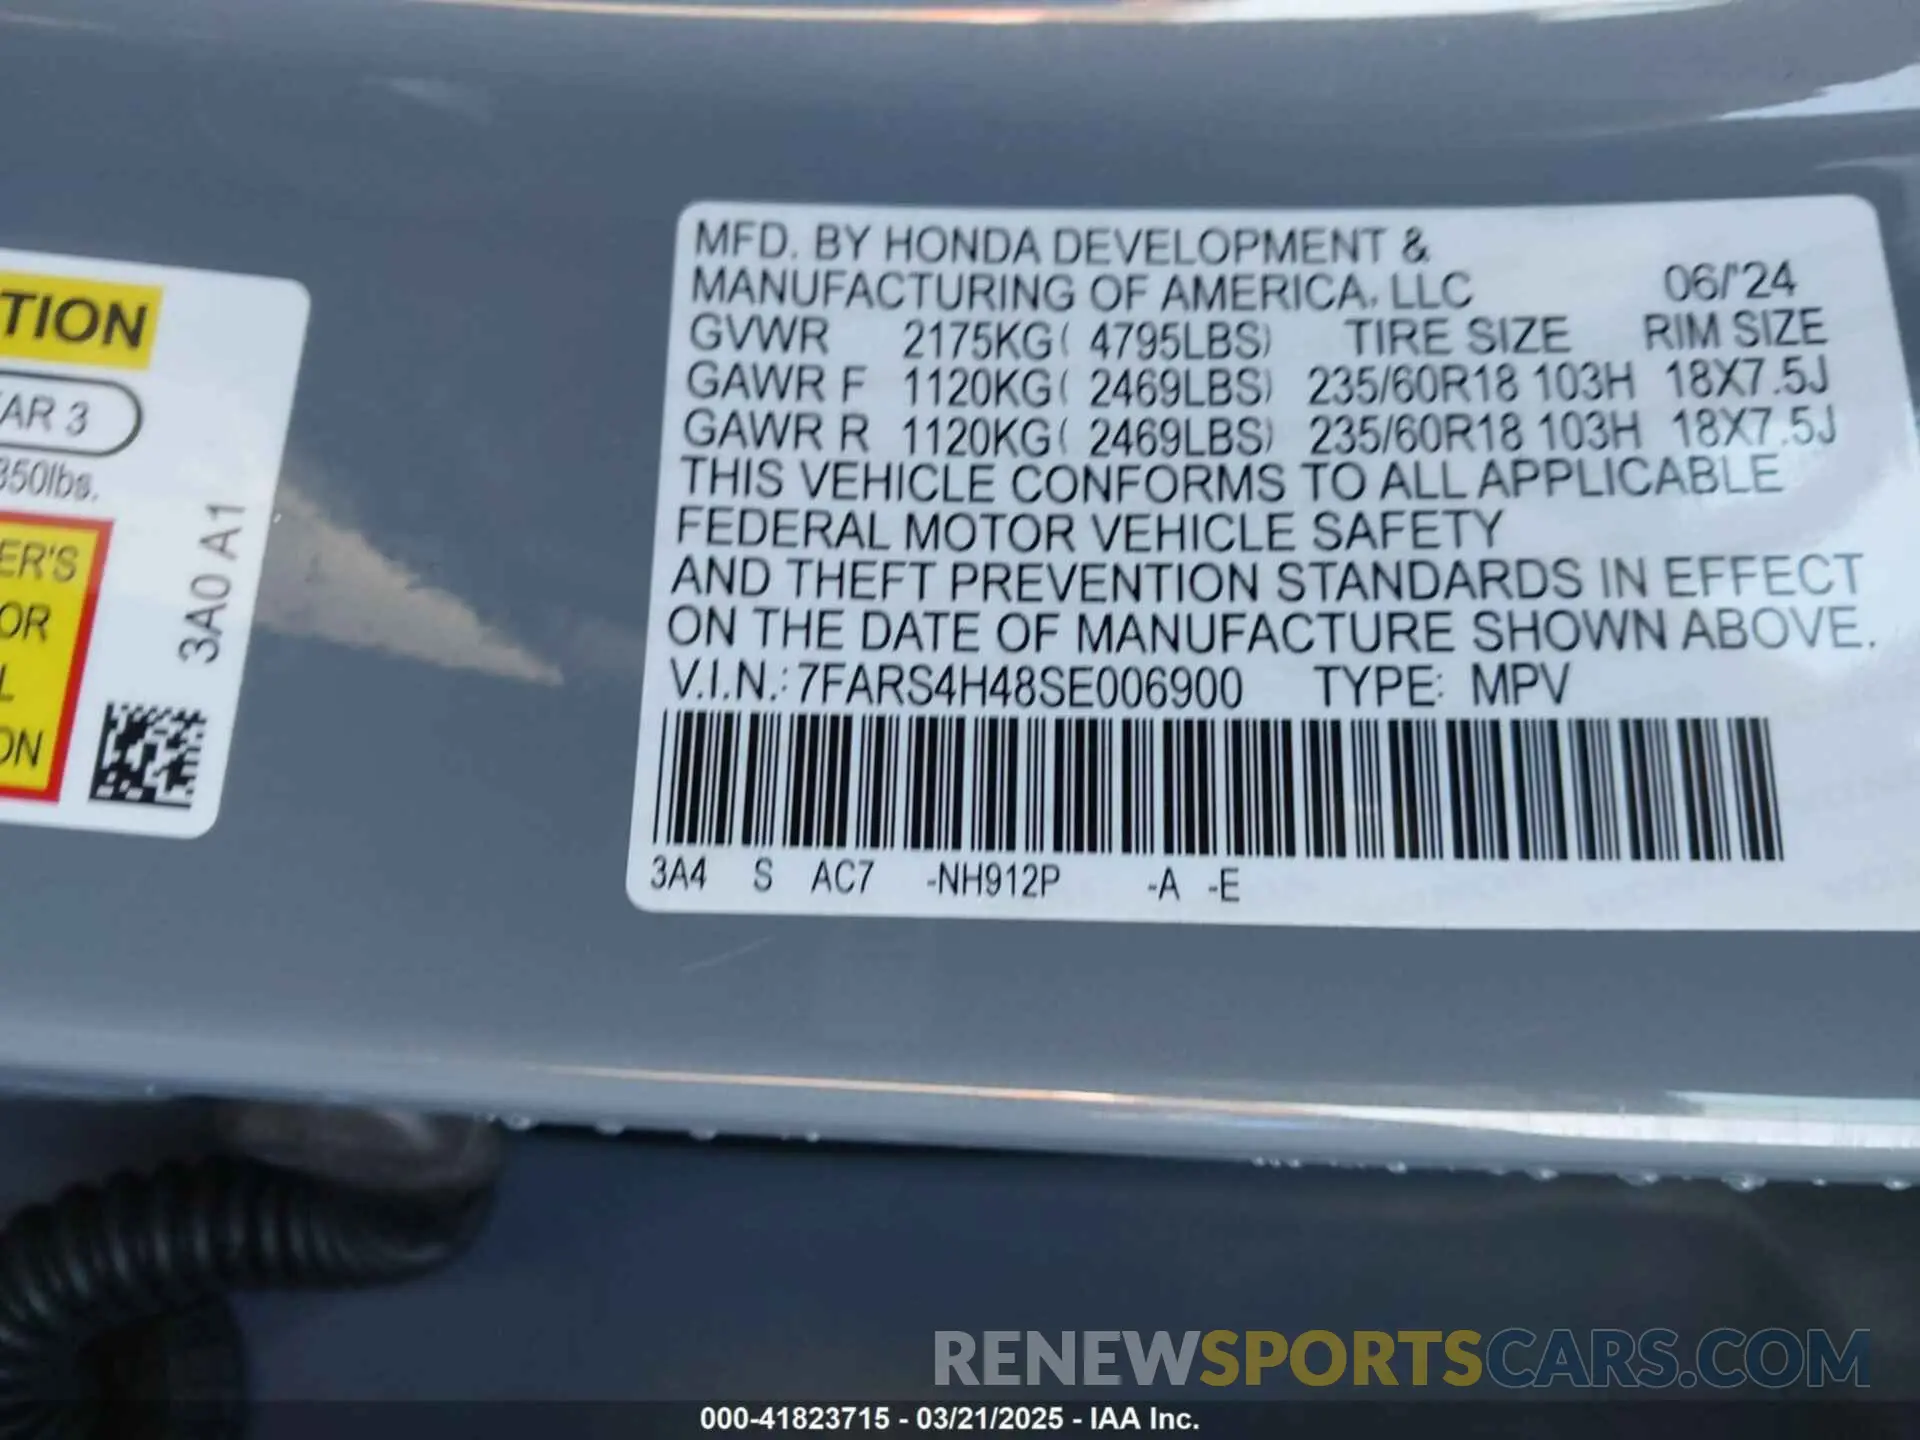 TION
AR 3
350lbs.
ER'S
OR
L
ON
3A0 A1
MFD. BY HONDA DEVELOPMENT &
MANUFACTURING OF AMERICA, LLC 06/'24
GVWR 2175KG( 4795LBS) TIRE SIZE RIM SIZE
GAWR F 1120KG( 2469LBS) 235/60R18 103H 18X7.5J
GAWR R 1120KG( 2469LBS) 235/60R18 103H 18X7.5J
THIS VEHICLE CONFORMS TO ALL APPLICABLE
FEDERAL MOTOR VEHICLE SAFETY
AND THEFT PREVENTION STANDARDS IN EFFECT
ON THE DATE OF MANUFACTURE SHOWN ABOVE.
V.I.N.: 7FARS4H48SE006900 TYPE: MPV
3A4 S AC7 -NH912P -A -E
RENEWSPORTSCARS.COM
000-41823715 - 03/21/2025 - IAA Inc.